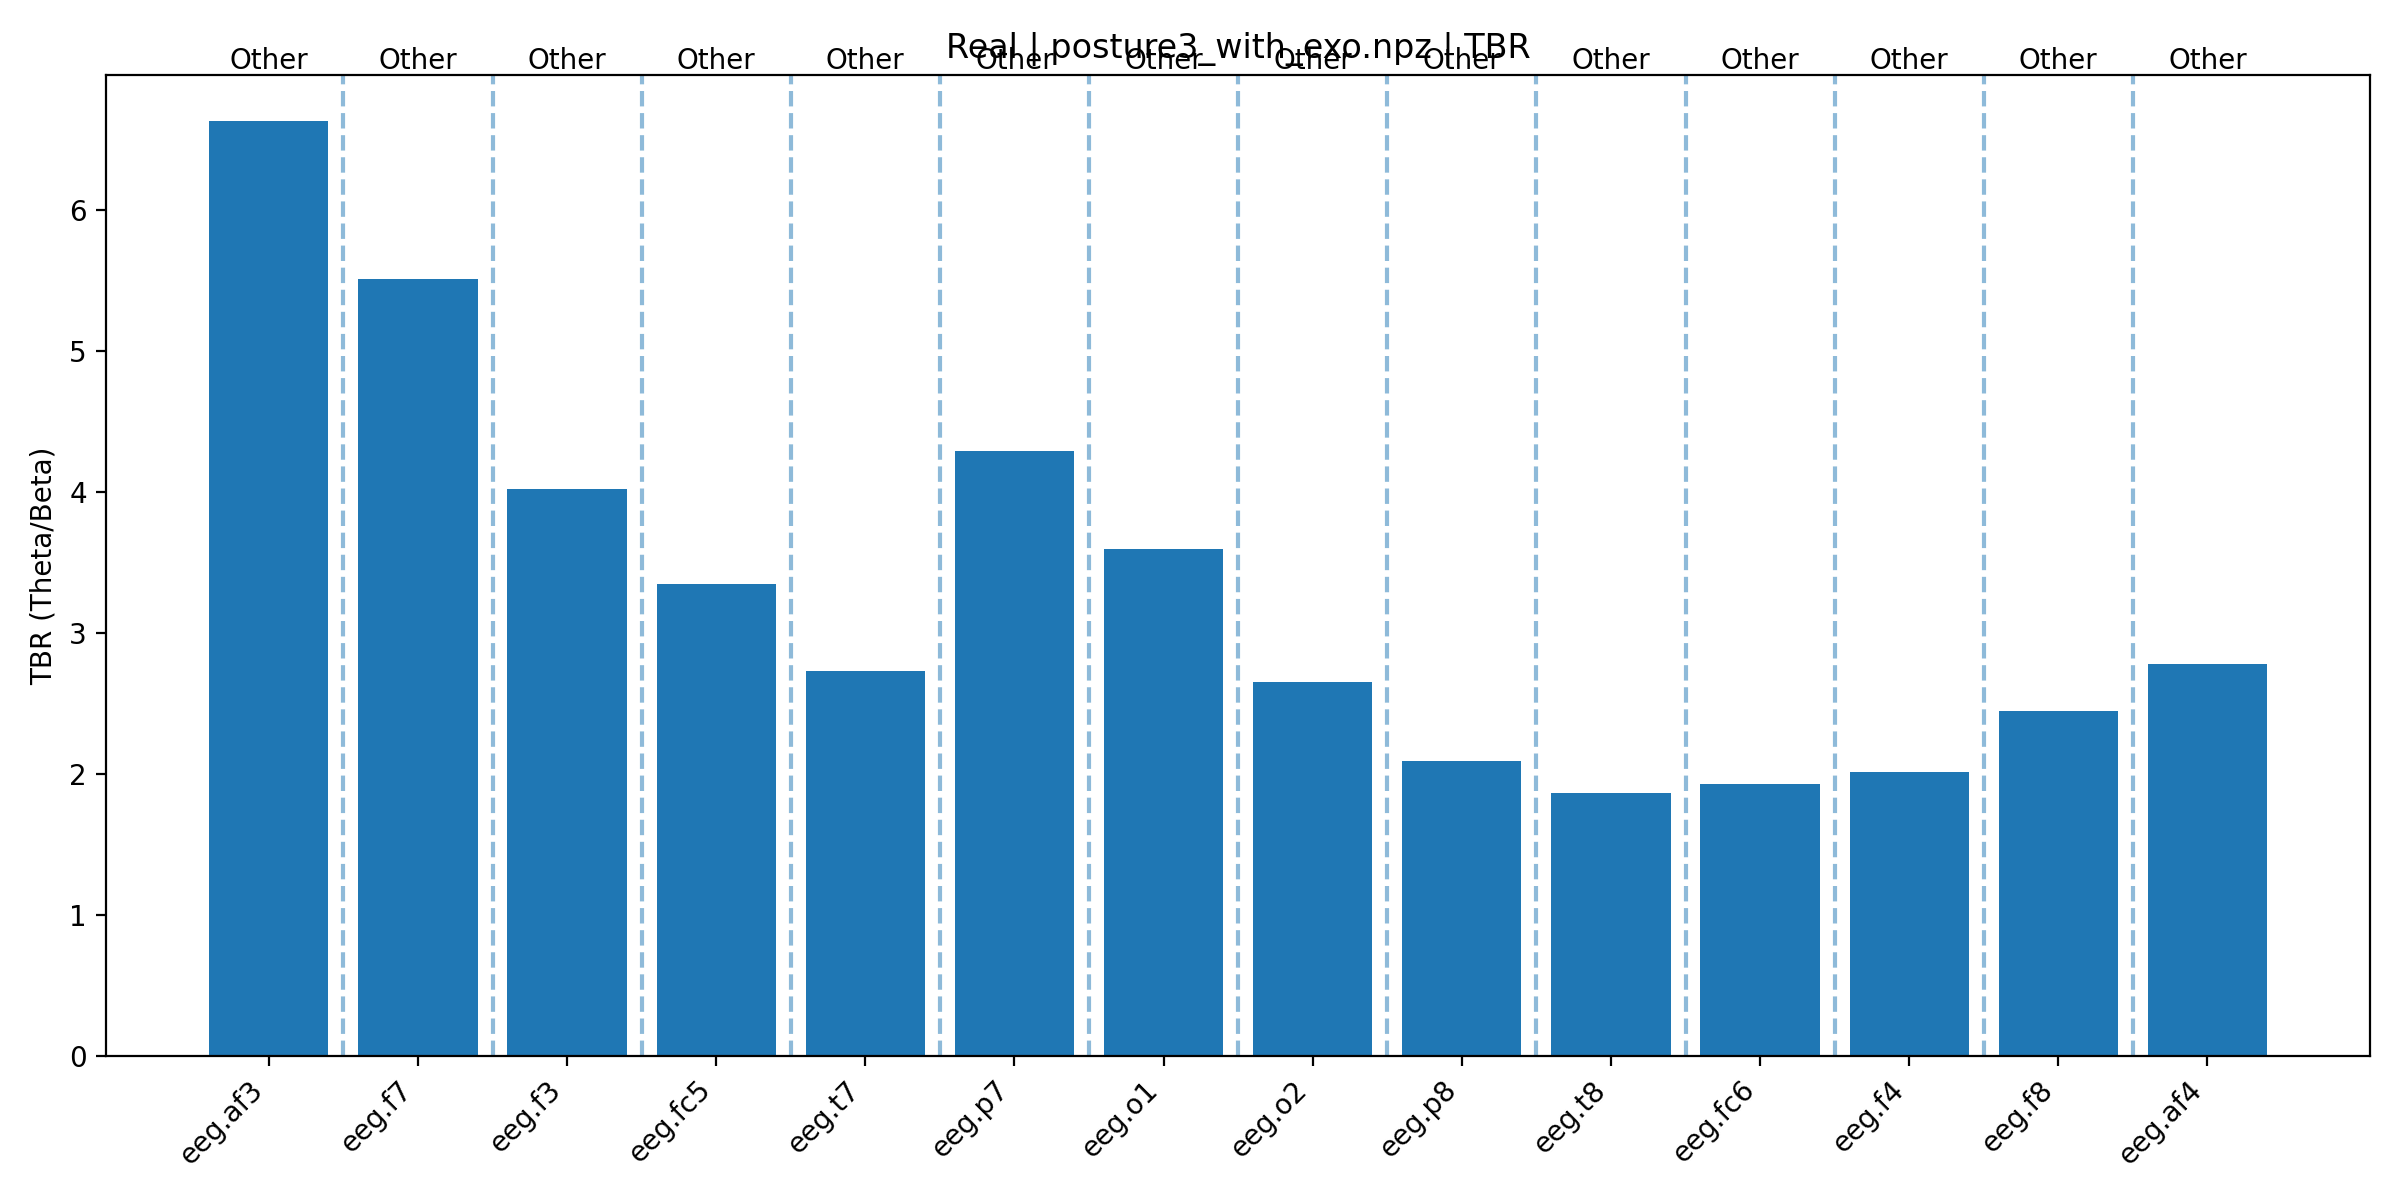 Real | posture3_with_exo.npz | TBR
Other Other Other Other Other Other Other Other Other Other Other Other Other Other
TBR (Theta/Beta)
6
5
4
3
2
1
0
eeg.af3 eeg.f7 eeg.f3 eeg.fc5 eeg.t7 eeg.p7 eeg.o1 eeg.o2 eeg.p8 eeg.t8 eeg.fc6 eeg.f4 eeg.f8 eeg.af4